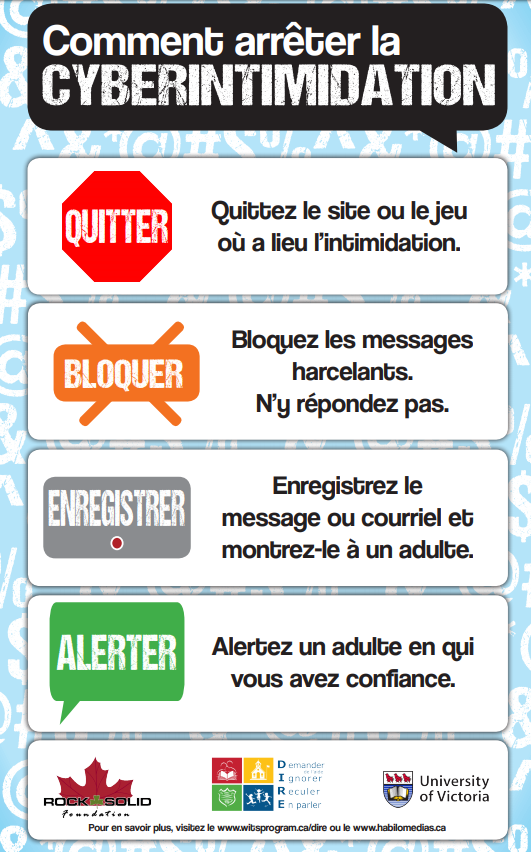 Comment arrêter la
CYBERINTIMIDATION
QUITTER
Quittez le site ou le jeu
où a lieu l'intimidation.
BLOQUER
Bloquez les messages
harcelants.
N'y répondez pas.
ENREGISTRER
Enregistrez le
message ou courriel et
montrez-le à un adulte.
ALERTER
Alertez un adulte en qui
vous avez confiance.
ROCK SOLID
Foundation
Demander
Ignorer
Reculer
En parler
University
of Victoria
Pour en savoir plus, visitez le www.witsprogram.ca/dire ou le www.habilomedias.ca